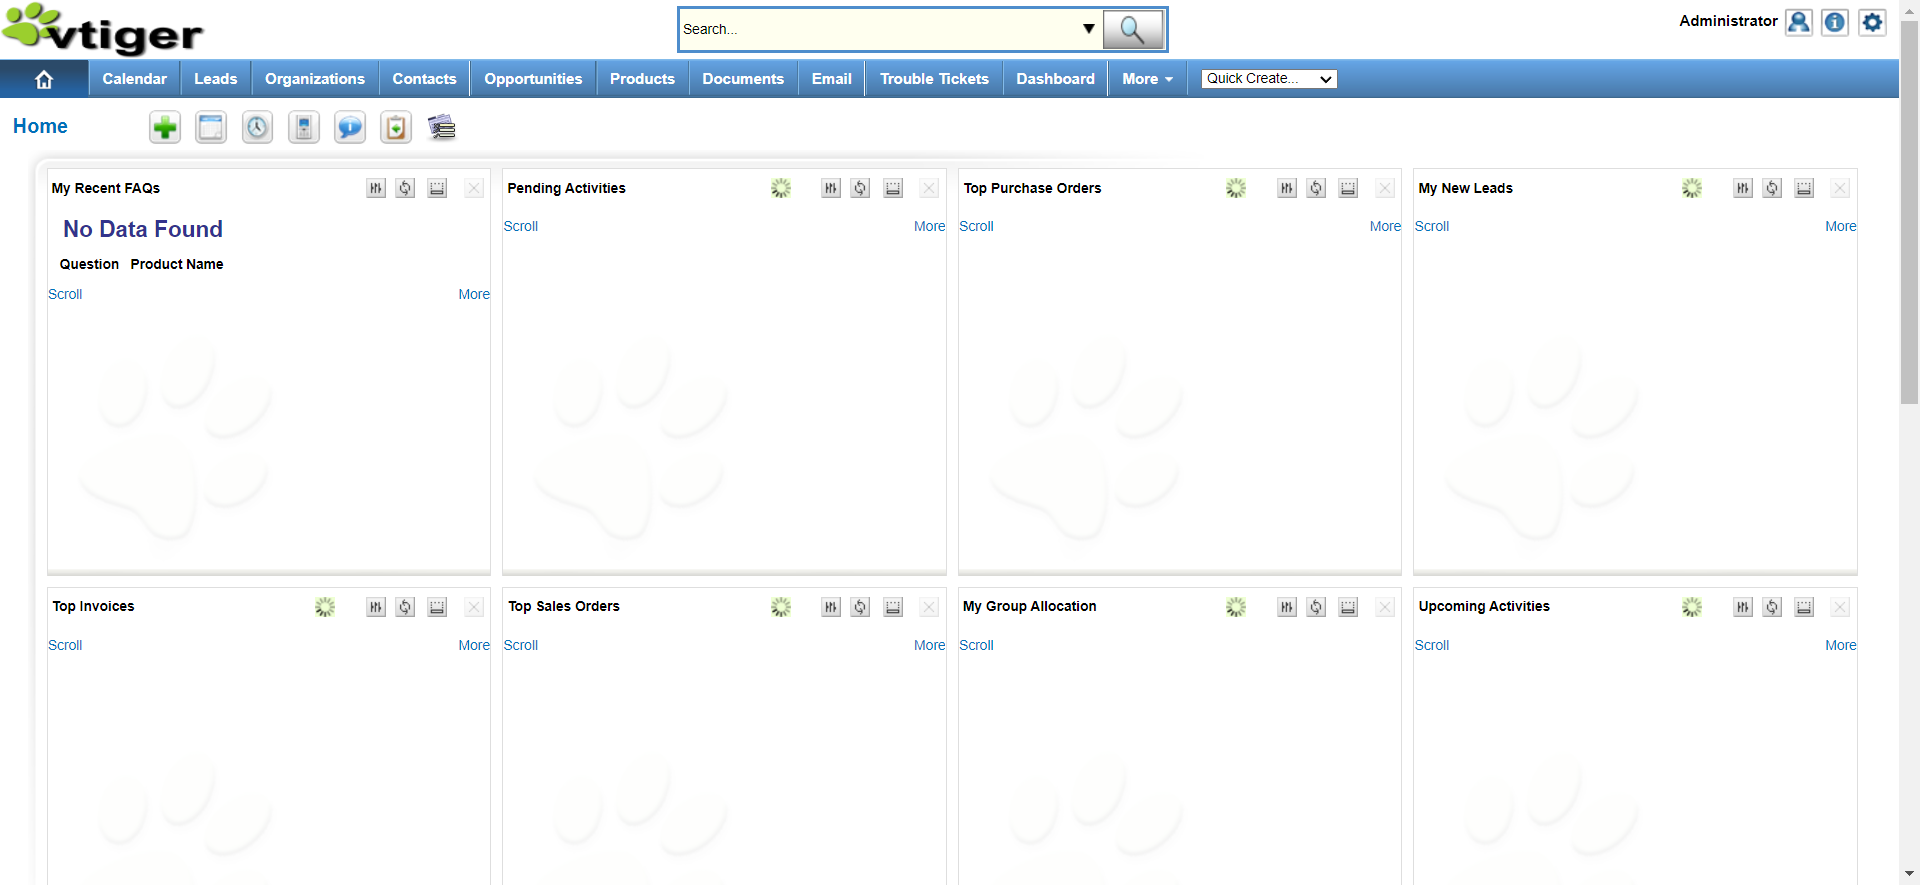 vtiger
Search...
Administrator
Calendar Leads Organizations Contacts Opportunities Products Documents Email Trouble Tickets Dashboard More Quick Create...
Home
My Recent FAQs
No Data Found
Question Product Name
Scroll More
Pending Activities
Scroll More
Top Purchase Orders
Scroll More
My New Leads
Scroll More
Top Invoices
Scroll More
Top Sales Orders
Scroll More
My Group Allocation
Scroll More
Upcoming Activities
Scroll More